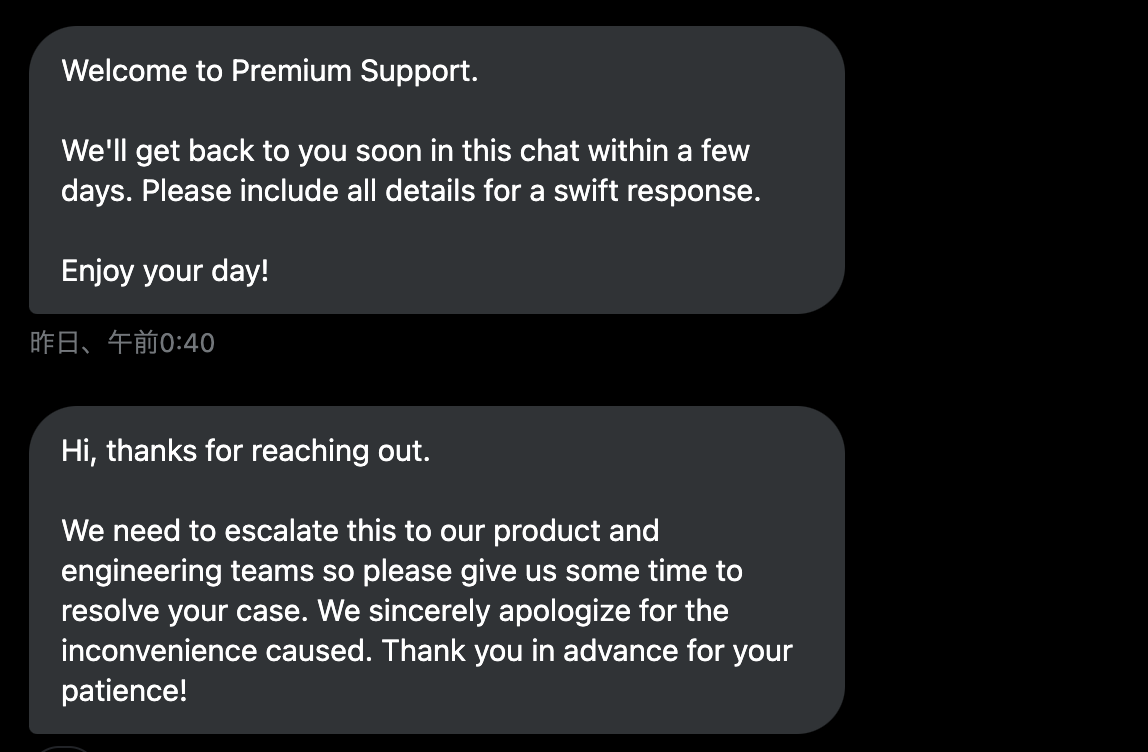 Welcome to Premium Support.
We'll get back to you soon in this chat within a few
days. Please include all details for a swift response.
Enjoy your day!
昨日、午前0:40
Hi, thanks for reaching out.
We need to escalate this to our product and
engineering teams so please give us some time to
resolve your case. We sincerely apologize for the
inconvenience caused. Thank you in advance for your
patience!